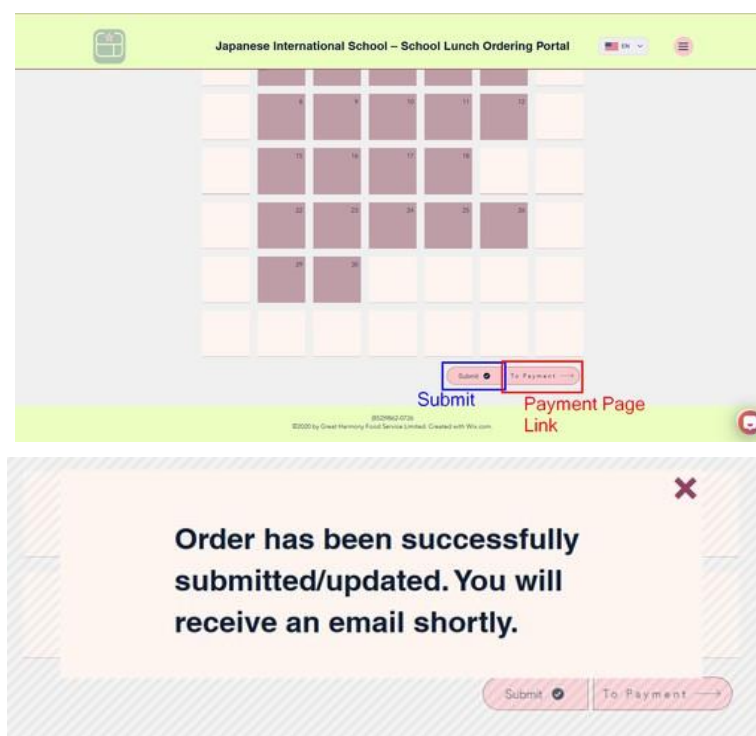 Japanese International School – School Lunch Ordering Portal
EN
8 9 10 11 12
15 16 17 18
22 23 24 25 26
29
Submit To Payment
Submit
Payment Page
Link
©2020 by Great Harmony Food Service Limited. Created with Wix.com
Order has been successfully
submitted/updated. You will
receive an email shortly.
Submit To Payment